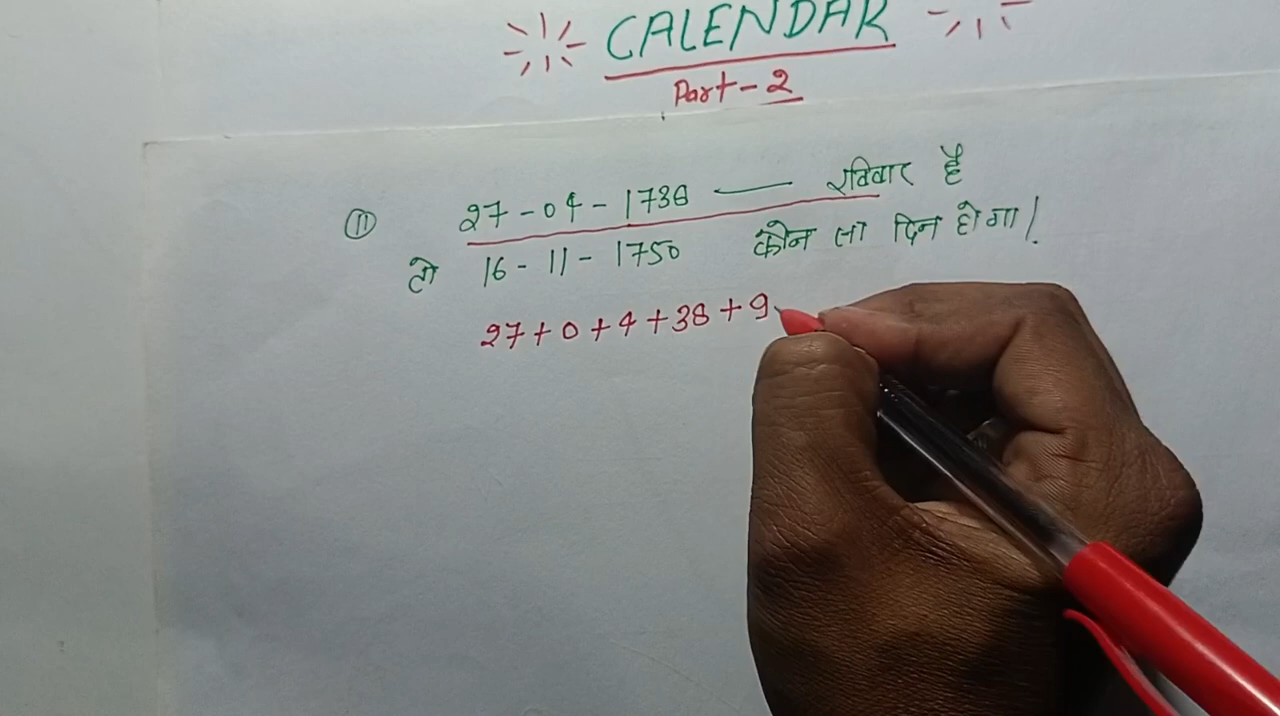 CALENDAR
Part-2
11 27-04-1738 — रविवार है
तो 16-11-1750 कौन सा दिन होगा!
27+0+4+38+9